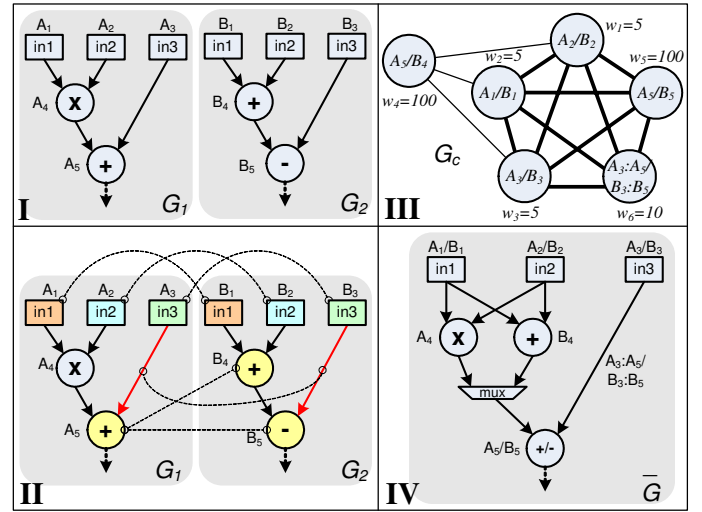 A₁ A₂ A₃
in1 in2 in3
A₄ x
A₅ +
G₁
B₁ B₂ B₃
in1 in2 in3
B₄ +
B₅ -
G₂
I
w₁=5
A₂/B₂
w₂=5
w₅=100
A₅/B₄
A₁/B₁
A₅/B₅
w₄=100
G꜀
A₃/B₃
A₃:A₅/
B₃:B₅
w₃=5
w₆=10
III
A₁ A₂ A₃
in1 in2 in3
A₄ x
A₅ +
G₁
B₁ B₂ B₃
in1 in2 in3
B₄ +
B₅ -
G₂
II
A₁/B₁ A₂/B₂ A₃/B₃
in1 in2 in3
A₄ x + B₄
A₃:A₅/
B₃:B₅
mux
A₅/B₅ +/-
G̅
IV